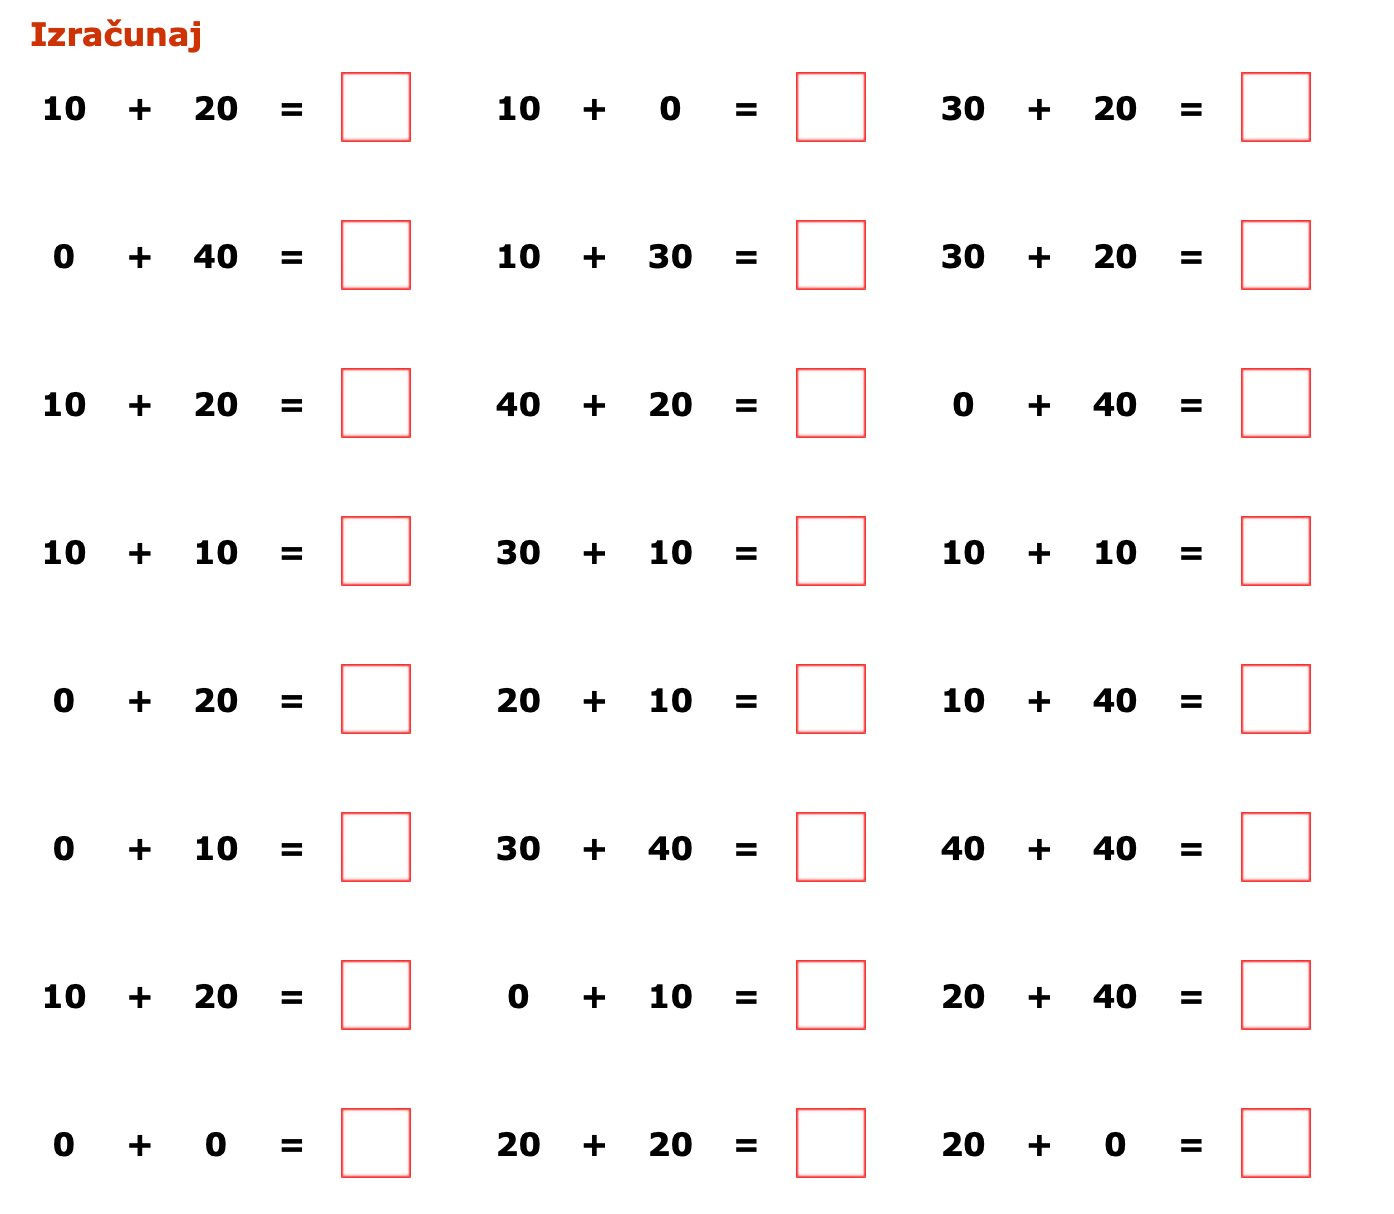 Izračunaj
10 + 20 = 10 + 0 = 30 + 20 =
0 + 40 = 10 + 30 = 30 + 20 =
10 + 20 = 40 + 20 = 0 + 40 =
10 + 10 = 30 + 10 = 10 + 10 =
0 + 20 = 20 + 10 = 10 + 40 =
0 + 10 = 30 + 40 = 40 + 40 =
10 + 20 = 0 + 10 = 20 + 40 =
0 + 0 = 20 + 20 = 20 + 0 =